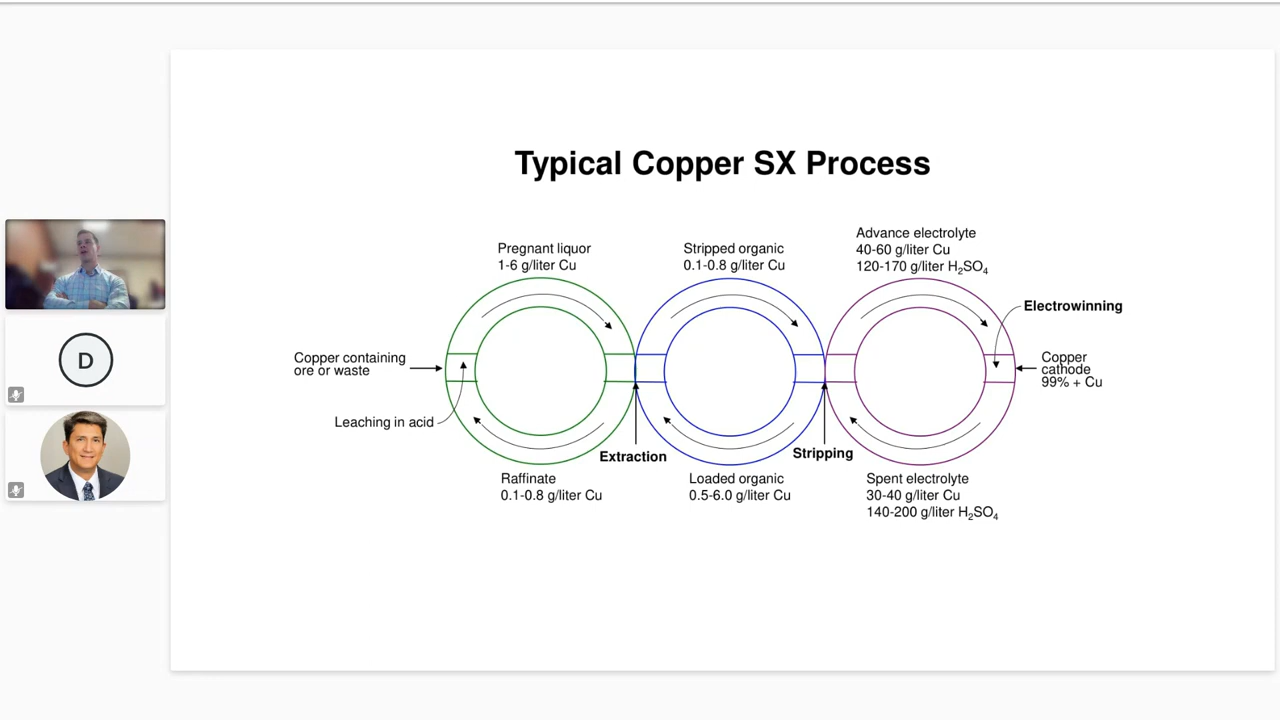 Typical Copper SX Process
Pregnant liquor
1-6 g/liter Cu
Stripped organic
0.1-0.8 g/liter Cu
Advance electrolyte
40-60 g/liter Cu
120-170 g/liter H₂SO₄
Electrowinning
Copper containing
ore or waste
Copper
cathode
99% + Cu
Leaching in acid
Extraction
Stripping
Raffinate
0.1-0.8 g/liter Cu
Loaded organic
0.5-6.0 g/liter Cu
Spent electrolyte
30-40 g/liter Cu
140-200 g/liter H₂SO₄
D